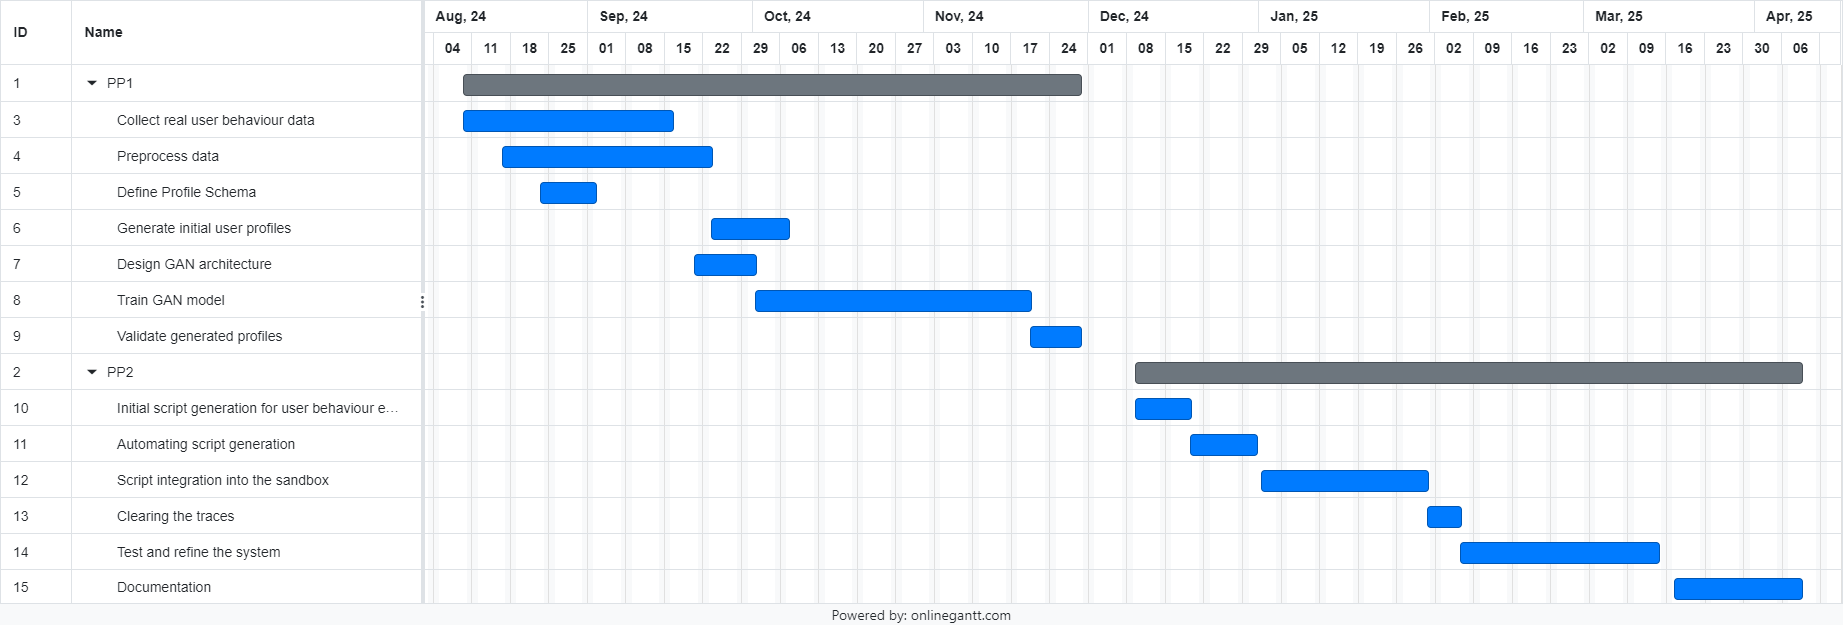 ID Name Aug, 24 Sep, 24 Oct, 24 Nov, 24 Dec, 24 Jan, 25 Feb, 25 Mar, 25 Apr, 25
04 11 18 25 01 08 15 22 29 06 13 20 27 03 10 17 24 01 08 15 22 29 05 12 19 26 02 09 16 23 02 09 16 23 30 06
1 PP1
3 Collect real user behaviour data
4 Preprocess data
5 Define Profile Schema
6 Generate initial user profiles
7 Design GAN architecture
8 Train GAN model
9 Validate generated profiles
2 PP2
10 Initial script generation for user behaviour e...
11 Automating script generation
12 Script integration into the sandbox
13 Clearing the traces
14 Test and refine the system
15 Documentation
Powered by: onlinegantt.com